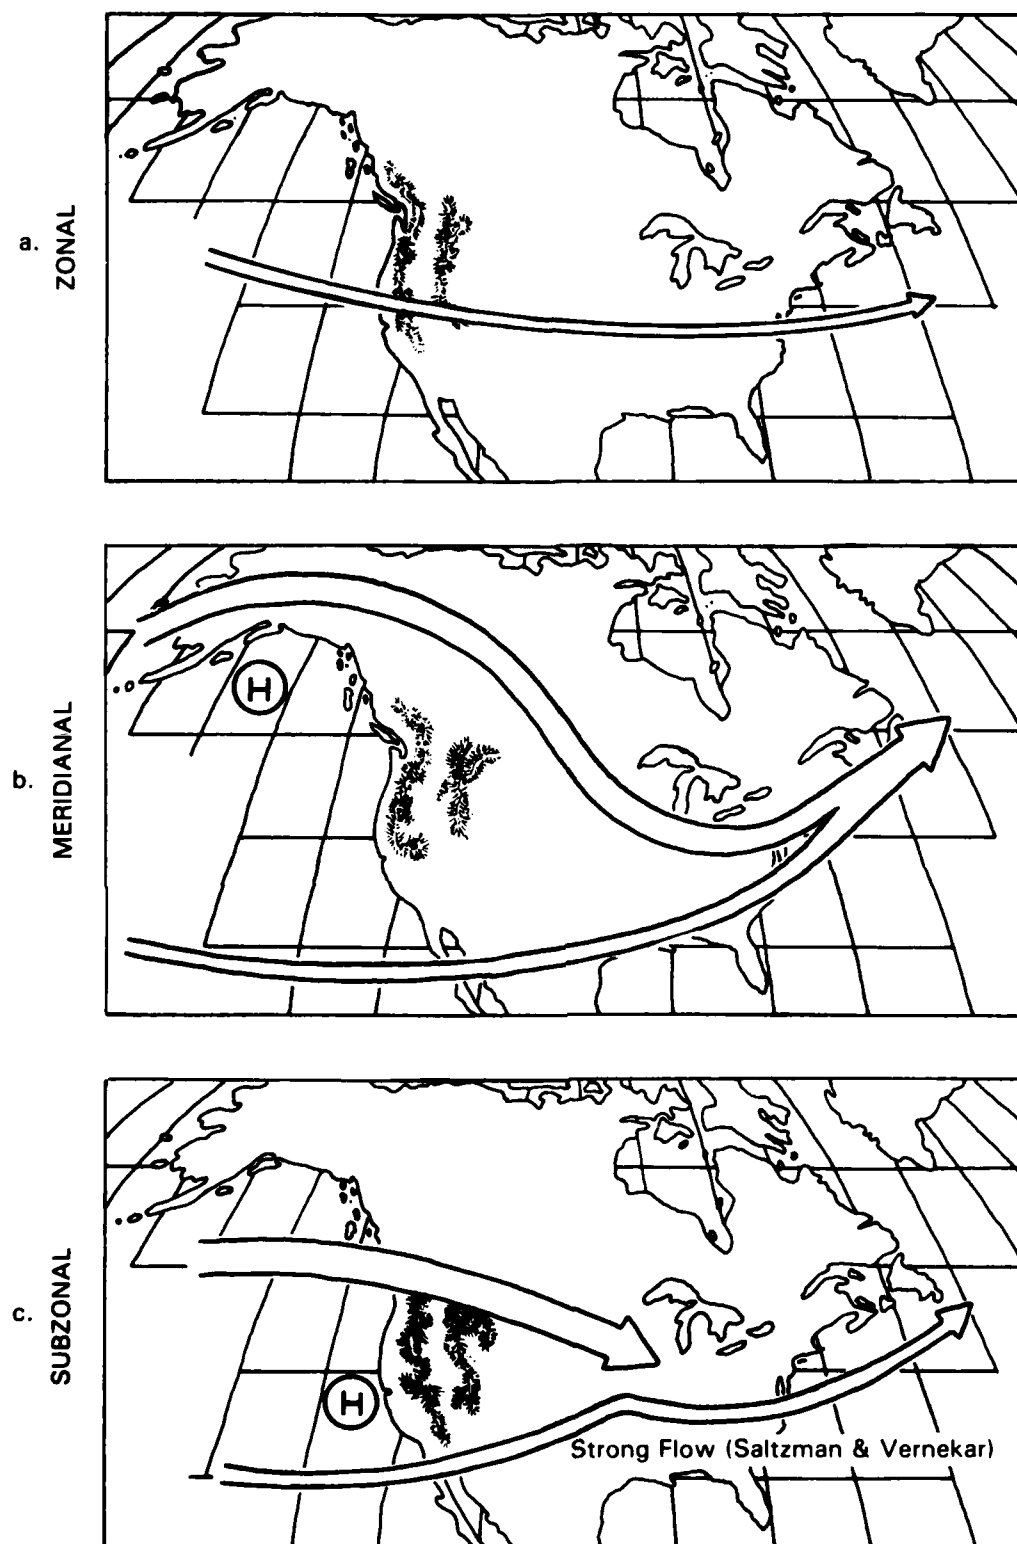 a.
ZONAL
b.
MERIDIANAL
H
c.
SUBZONAL
H
Strong Flow (Saltzman & Vernekar)